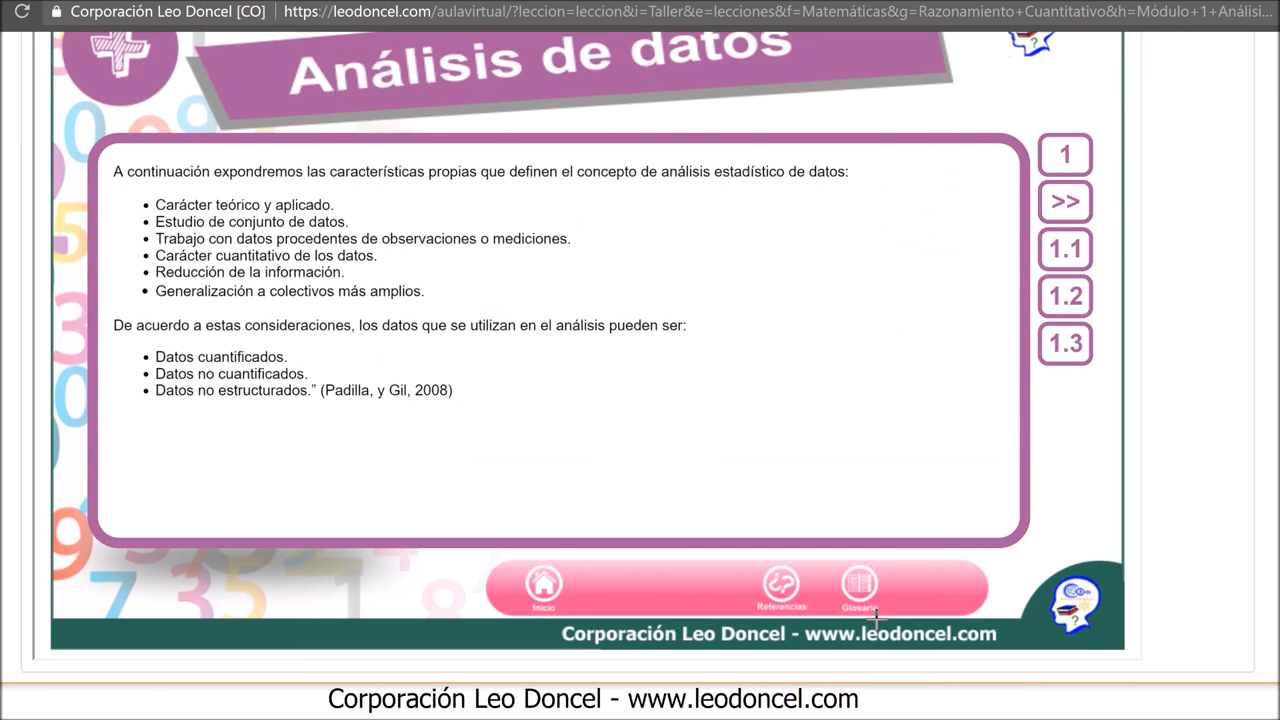 Corporación Leo Doncel [CO] https://leodoncel.com/aulavirtual/?leccion=leccion&i=Taller&e=lecciones&f=Matemáticas&g=Razonamiento+Cuantitativo&h=Módulo+1+Análisi...
Análisis de datos
A continuación expondremos las características propias que definen el concepto de análisis estadístico de datos:
• Carácter teórico y aplicado.
• Estudio de conjunto de datos.
• Trabajo con datos procedentes de observaciones o mediciones.
• Carácter cuantitativo de los datos.
• Reducción de la información.
• Generalización a colectivos más amplios.
De acuerdo a estas consideraciones, los datos que se utilizan en el análisis pueden ser:
• Datos cuantificados.
• Datos no cuantificados.
• Datos no estructurados.” (Padilla, y Gil, 2008)
1
>>
1.1
1.2
1.3
Inicio
Referencias
Glosario
Corporación Leo Doncel - www.leodoncel.com
Corporación Leo Doncel - www.leodoncel.com